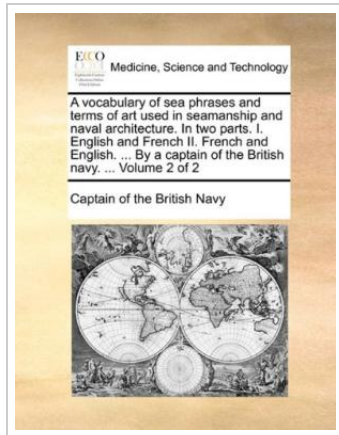 ECCO
Medicine, Science and Technology
A vocabulary of sea phrases and
terms of art used in seamanship and
naval architecture. In two parts. I.
English and French II. French and
English. ... By a captain of the British
navy. ... Volume 2 of 2
Captain of the British Navy